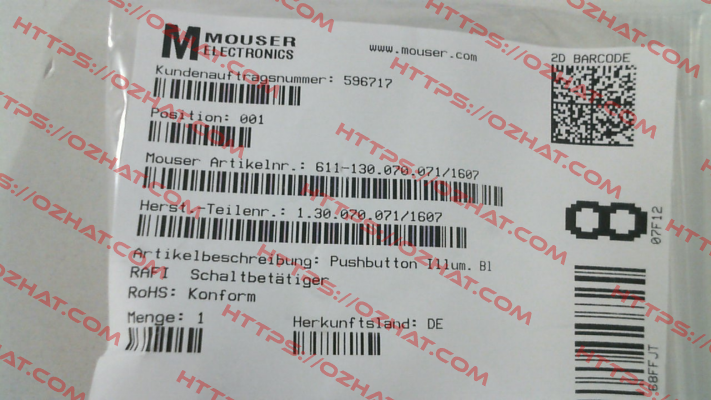 MOUSER ELECTRONICS
www.mouser.com
2D BARCODE
Kundenauftragsnummer: 596717
Position: 001
Mouser Artikelnr.: 611-130.070.071/1607
Herst.-Teilenr.: 1.30.070.071/1607
8
07F12
Artikelbeschreibung: Pushbutton Illum. Bl
RAFI Schaltbetätiger
RoHS: Konform
Menge: 1
Herkunftsland: DE
HTTPS://OZHAT.COM